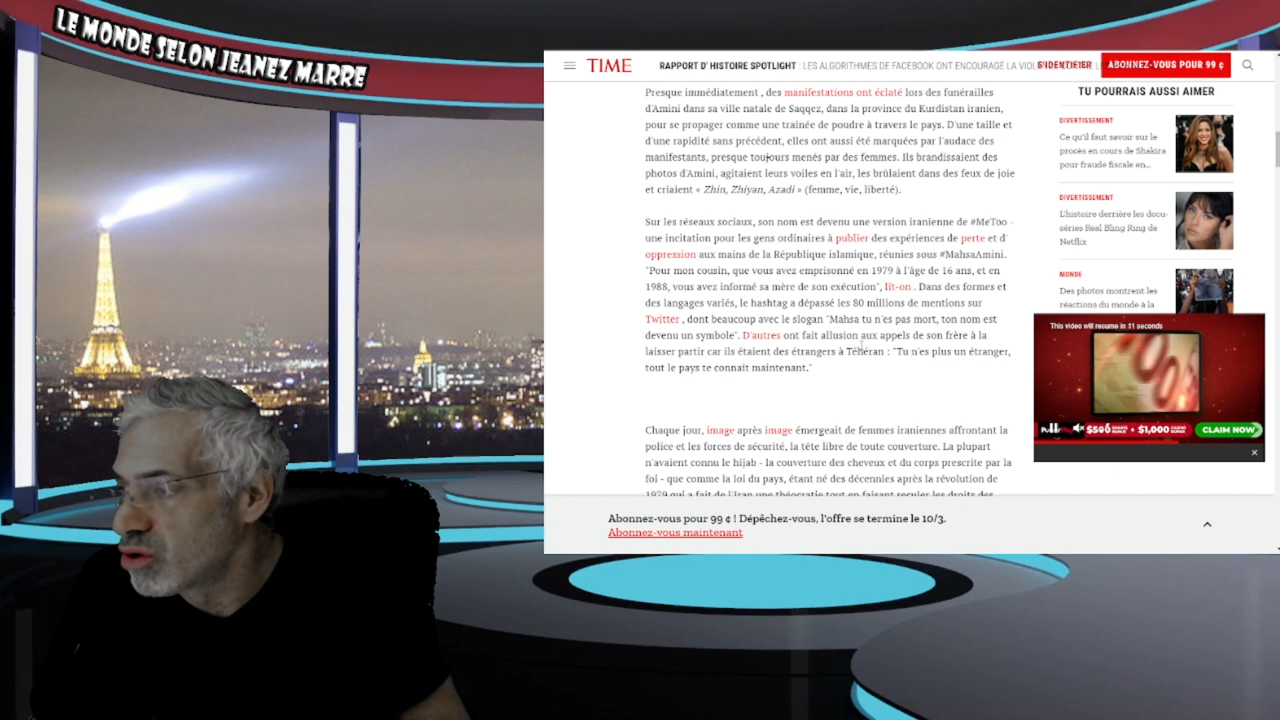 LE MONDE SELON JEANEZ MARRE
TIME
RAPPORT D' HISTOIRE SPOTLIGHT : LES ALGORITHMES DE FACEBOOK ONT ENCOURAGÉ LA
S'IDENTIFIER
ABONNEZ-VOUS POUR 99 ¢
Presque immédiatement , des manifestations ont éclaté lors des funérailles
d'Amini dans sa ville natale de Saqqez, dans la province du Kurdistan iranien,
pour se propager comme une traînée de poudre à travers le pays. D'une taille et
d'une rapidité sans précédent, elles ont aussi été marquées par l'audace des
manifestants, presque toujours menés par des femmes. Ils brandissaient des
photos d'Amini, agitaient leurs voiles en l'air, les brûlaient dans des feux de joie
et criaient « Zhin, Zhiyan, Azadi » (femme, vie, liberté).
Sur les réseaux sociaux, son nom est devenu une version iranienne de #MeToo -
une incitation pour les gens ordinaires à publier des expériences de perte et d'
oppression aux mains de la République islamique, réunies sous #MahsaAmini.
"Pour mon cousin, que vous avez emprisonné en 1979 à l'âge de 16 ans, et en
1988, vous avez informé sa mère de son exécution", lit-on . Dans des formes et
des langages variés, le hashtag a dépassé les 80 millions de mentions sur
Twitter , dont beaucoup avec le slogan "Mahsa tu n'es pas mort, ton nom est
devenu un symbole". D'autres ont fait allusion aux appels de son frère à la
laisser partir car ils étaient des étrangers à Téhéran : "Tu n'es plus un étranger,
tout le pays te connait maintenant."
Chaque jour, image après image émergeait de femmes iraniennes affrontant la
police et les forces de sécurité, la tête libre de toute couverture. La plupart
n'avaient connu le hijab - la couverture des cheveux et du corps prescrite par la
foi - que comme la loi du pays, étant né des décennies après la révolution de
1979 qui a fait de l'Iran une théocratie tout en faisant reculer les droits des
TU POURRAIS AUSSI AIMER
DIVERTISSEMENT
Ce qu'il faut savoir sur le
procès en cours de Shakira
pour fraude fiscale en...
DIVERTISSEMENT
L'histoire derrière les docu-
séries Real Bling Ring de
Netflix
MONDE
Des photos montrent les
réactions du monde à la
This video will resume in 31 seconds
$500 + $1,000 CLAIM NOW
Abonnez-vous pour 99 ¢ ! Dépêchez-vous, l'offre se termine le 10/3.
Abonnez-vous maintenant